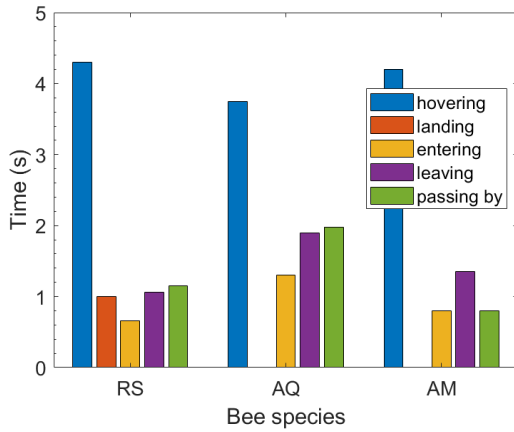 5
4
3
2
1
0
Time (s)
hovering
landing
entering
leaving
passing by
RS
AQ
AM
Bee species